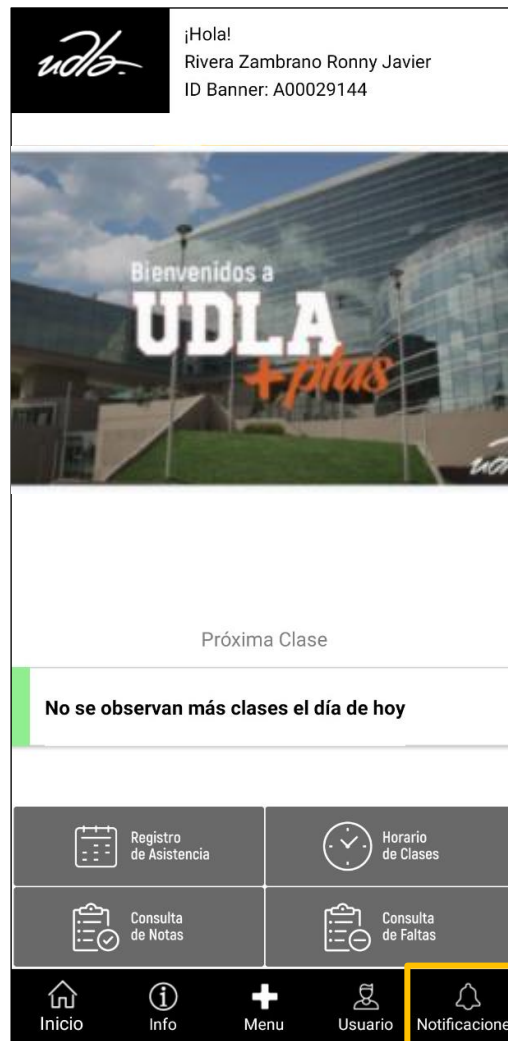 udla-
¡Hola!
Rivera Zambrano Ronny Javier
ID Banner: A00029144
Bienvenidos a
UDLA
+plus
Próxima Clase
No se observan más clases el día de hoy
Registro
de Asistencia
Horario
de Clases
Consulta
de Notas
Consulta
de Faltas
Inicio
Info
Menu
Usuario
Notificacione